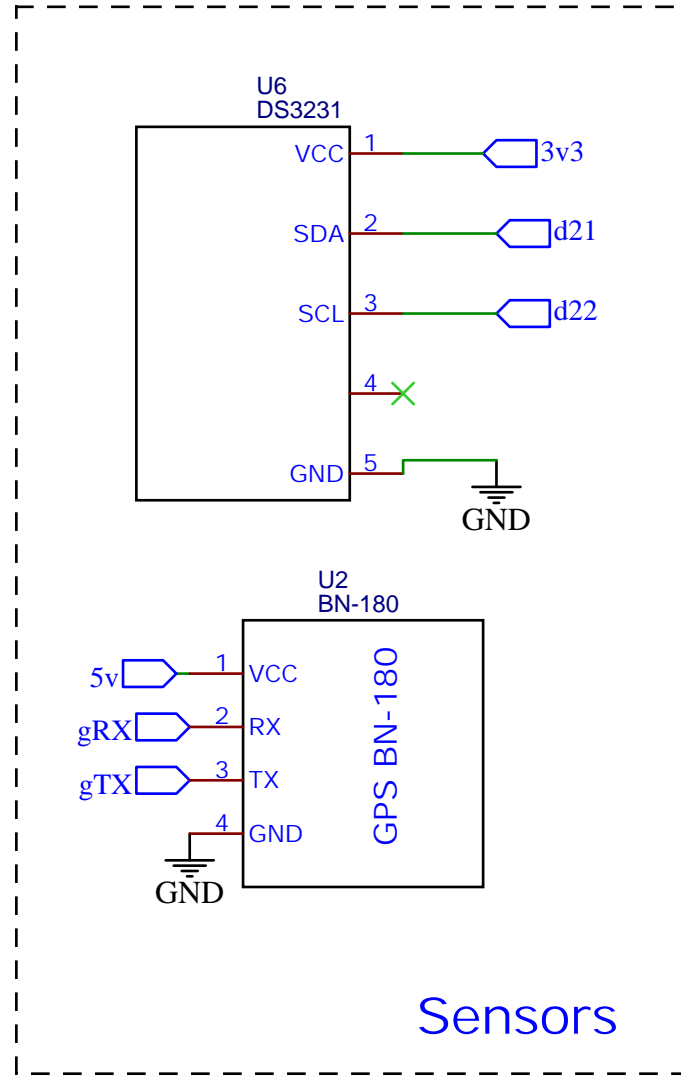 U6
DS3231
VCC 1 3v3
SDA 2 d21
SCL 3 d22
4
GND 5
GND
U2
BN-180
5v 1 VCC
gRX 2 RX
gTX 3 TX
4 GND
GND
GPS BN-180
Sensors